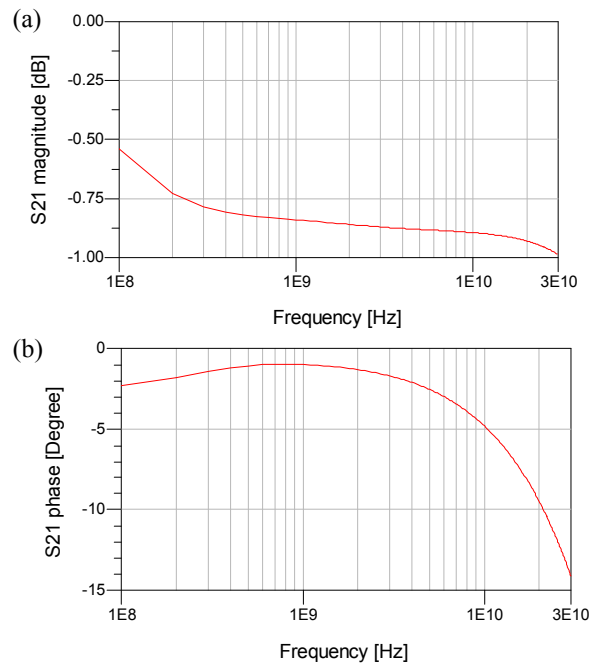 (a)
S21 magnitude [dB]
0.00
-0.25
-0.50
-0.75
-1.00
1E8 1E9 1E10 3E10
Frequency [Hz]
(b)
S21 phase [Degree]
0
-5
-10
-15
1E8 1E9 1E10 3E10
Frequency [Hz]